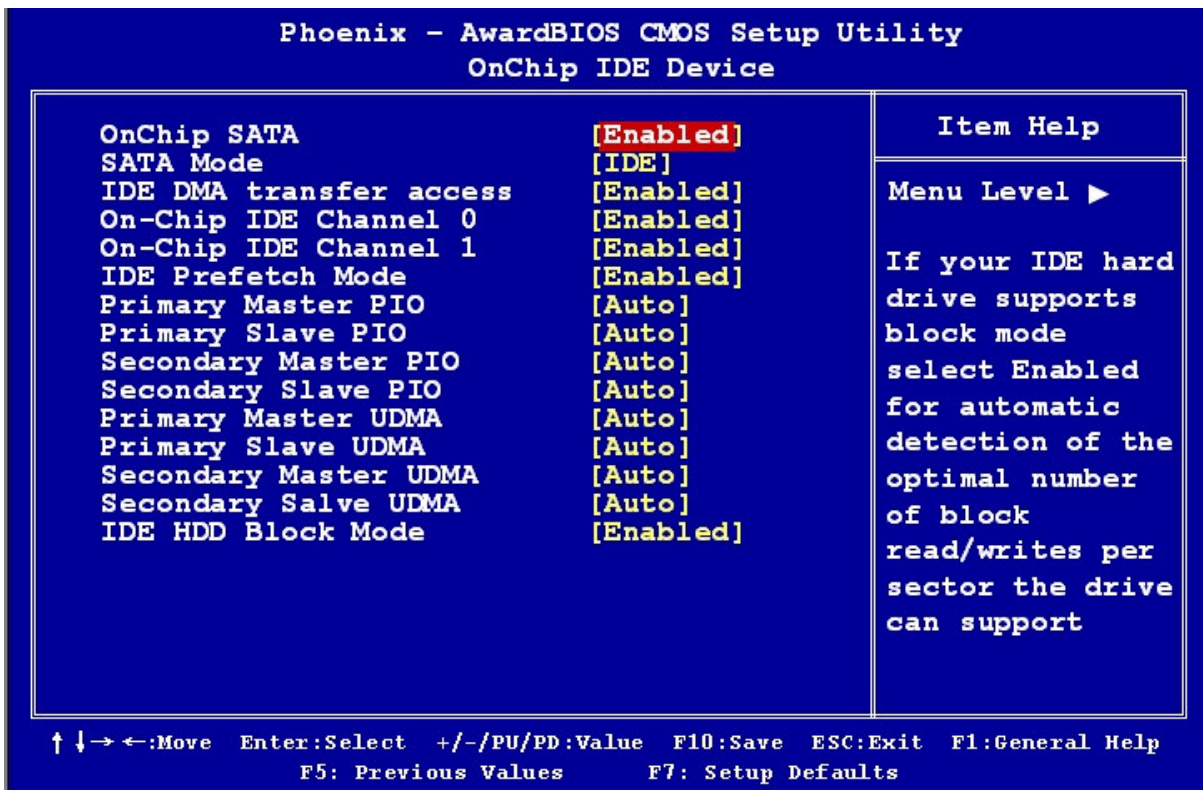 Phoenix - AwardBIOS CMOS Setup Utility
OnChip IDE Device
OnChip SATA [Enabled]
SATA Mode [IDE]
IDE DMA transfer access [Enabled]
On-Chip IDE Channel 0 [Enabled]
On-Chip IDE Channel 1 [Enabled]
IDE Prefetch Mode [Enabled]
Primary Master PIO [Auto]
Primary Slave PIO [Auto]
Secondary Master PIO [Auto]
Secondary Slave PIO [Auto]
Primary Master UDMA [Auto]
Primary Slave UDMA [Auto]
Secondary Master UDMA [Auto]
Secondary Salve UDMA [Auto]
IDE HDD Block Mode [Enabled]
Item Help
Menu Level ▶
If your IDE hard
drive supports
block mode
select Enabled
for automatic
detection of the
optimal number
of block
read/writes per
sector the drive
can support
↑↓→←:Move Enter:Select +/-/PU/PD:Value F10:Save ESC:Exit F1:General Help
F5: Previous Values F7: Setup Defaults